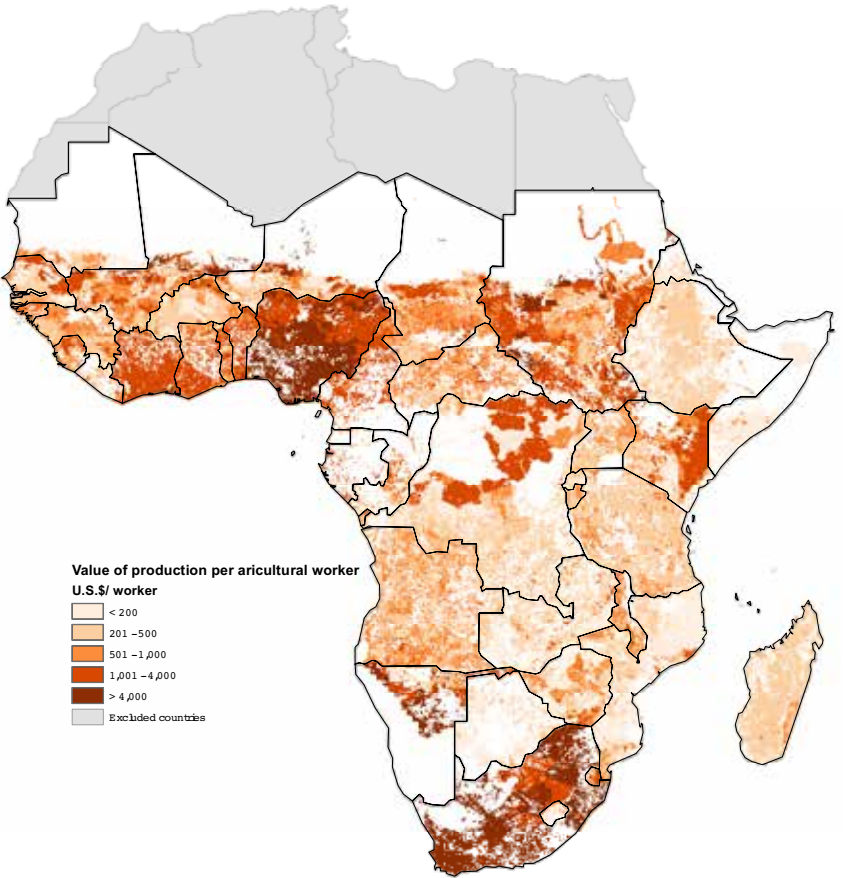 Value of production per aricultural worker
U.S.$/ worker
< 200
201 – 500
501 – 1,000
1,001 – 4,000
> 4,000
Excluded countries